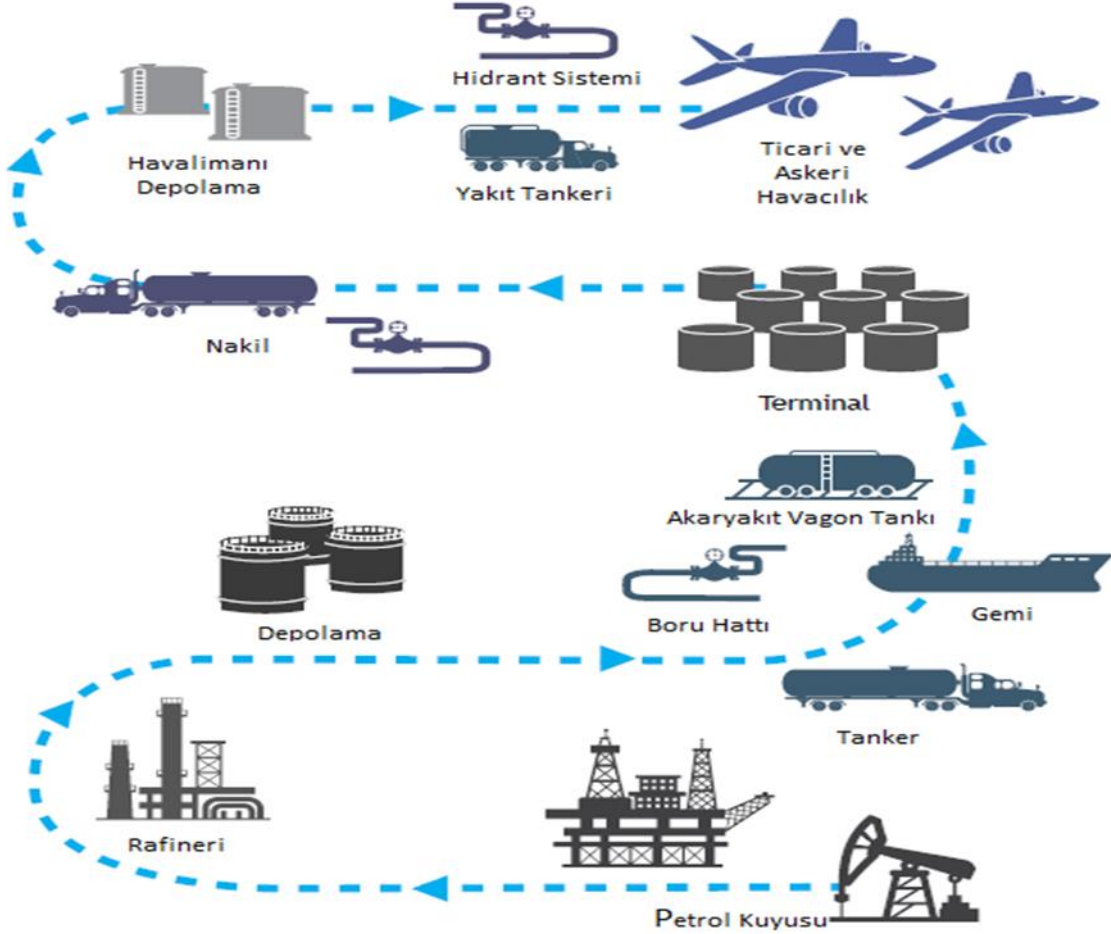 Hidrant Sistemi
Havalimanı
Depolama
Yakıt Tankeri
Ticari ve
Askeri
Havacılık
Nakil
Terminal
Akaryakıt Vagon Tankı
Depolama
Boru Hattı
Gemi
Tanker
Rafineri
Petrol Kuyusu